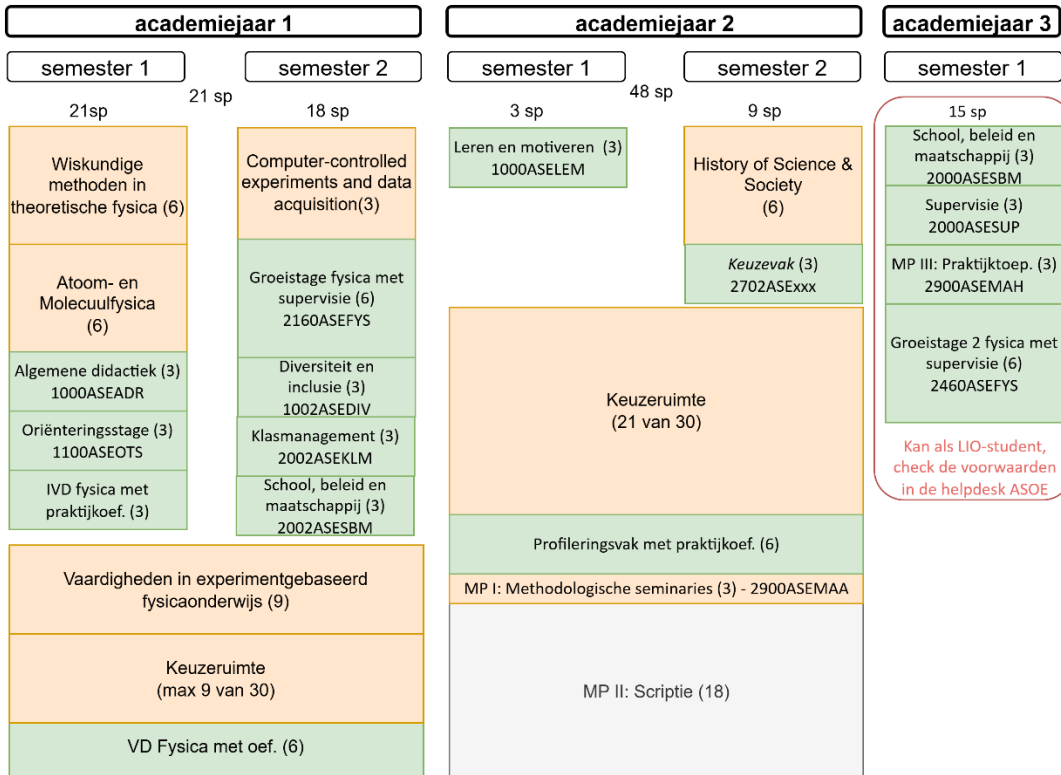 academiejaar 1
academiejaar 2
academiejaar 3
semester 1
semester 2
semester 1
semester 2
semester 1
21 sp
48 sp
21sp
18 sp
3 sp
9 sp
15 sp
Wiskundige
methoden in
theoretische fysica (6)
Atoom- en
Molecuulfysica
(6)
Algemene didactiek (3)
1000ASEADR
Oriënteringsstage (3)
1100ASEOTS
IVD fysica met
praktijkoef. (3)
Computer-controlled
experiments and data
acquisition(3)
Groeistage fysica met
supervisie (6)
2160ASEFYS
Diversiteit en
inclusie (3)
1002ASEDIV
Klasmanagement (3)
2002ASEKLM
School, beleid en
maatschappij (3)
2002ASESBM
Vaardigheden in experimentgebaseerd
fysicaonderwijs (9)
Keuzeruimte
(max 9 van 30)
VD Fysica met oef. (6)
Leren en motiveren (3)
1000ASELEM
History of Science &
Society
(6)
Keuzevak (3)
2702ASExxx
Keuzeruimte
(21 van 30)
Profileringsvak met praktijkoef. (6)
MP I: Methodologische seminaries (3) - 2900ASEMAA
MP II: Scriptie (18)
School, beleid en
maatschappij (3)
2000ASESBM
Supervisie (3)
2000ASESUP
MP III: Praktijktoep. (3)
2900ASEMAH
Groeistage 2 fysica met
supervisie (6)
2460ASEFYS
Kan als LIO-student,
check de voorwaarden
in de helpdesk ASOE